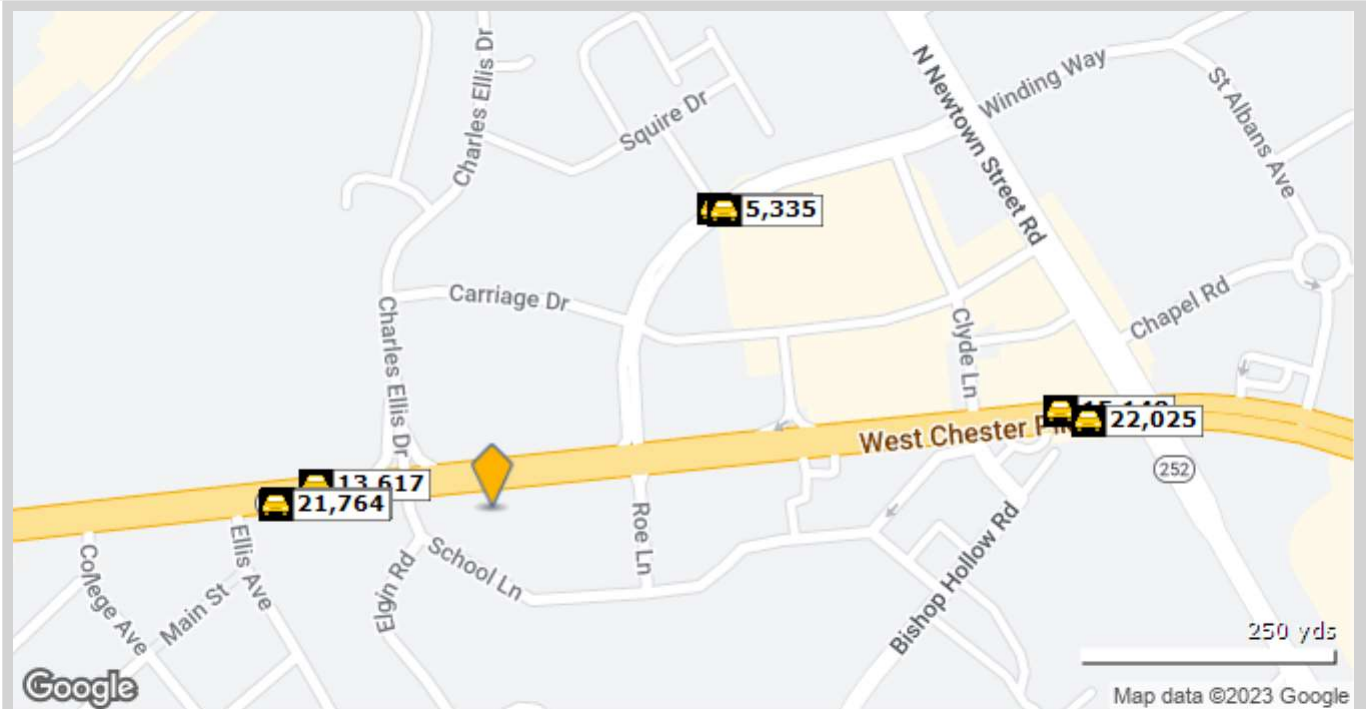 Charles Ellis Dr
Squire Dr
N Newtown Street Rd
Winding Way
St Albans Ave
5,335
Carriage Dr
Charles Ellis Dr
Clyde Ln
Chapel Rd
22,025
West Chester
252
13,617
21,764
College Ave
Main St
Ellis Ave
Elgin Rd
School Ln
Roe Ln
Bishop Hollow Rd
250 yds
Google
Map data ©2023 Google